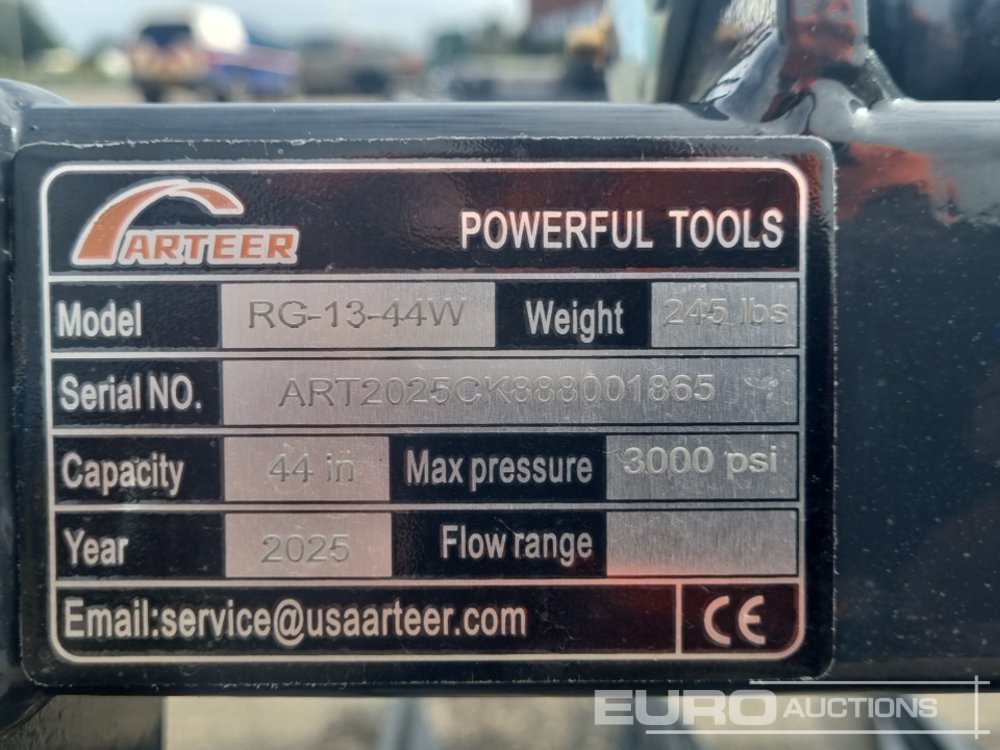 ARTEER
POWERFUL TOOLS
Model RG-13-44W Weight 245 lbs
Serial NO. ART2025CK888001865
Capacity 44 in Max pressure 3000 psi
Year 2025 Flow range
Email:service@usaarteer.com CE
EURO AUCTIONS